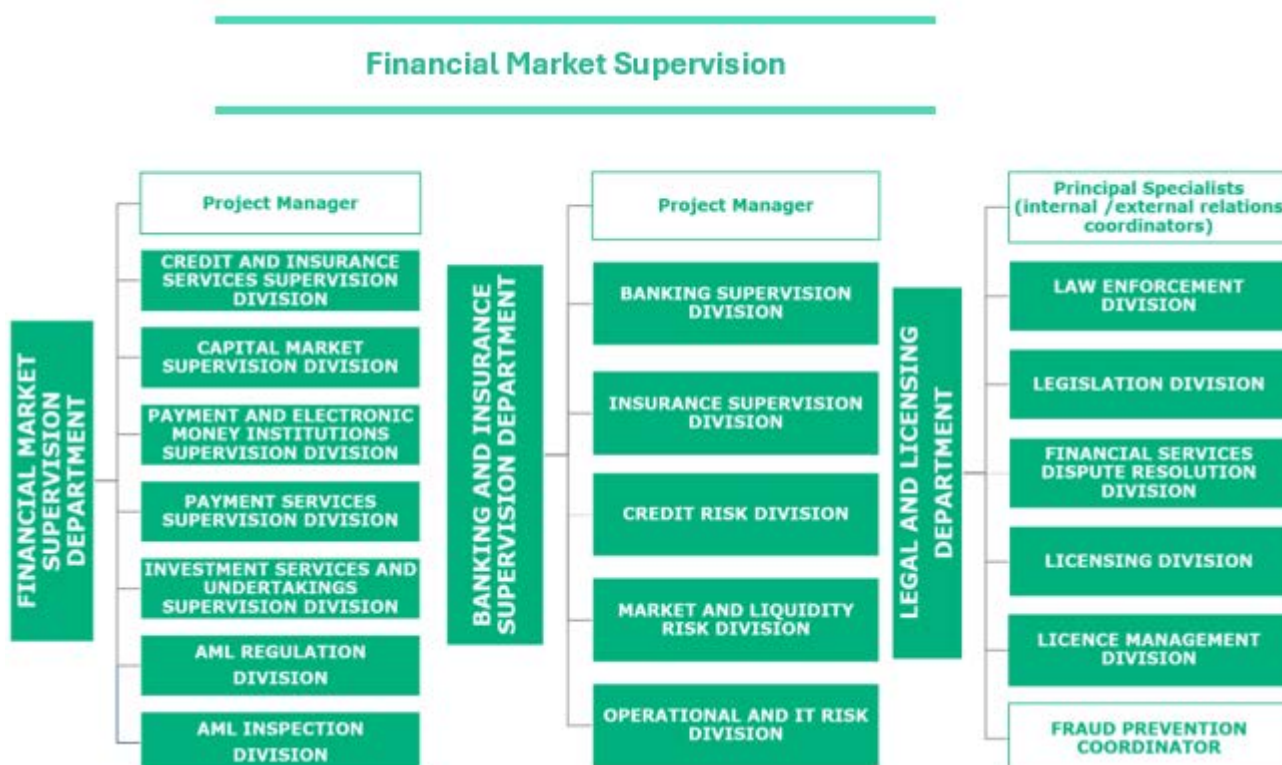 Financial Market Supervision
FINANCIAL MARKET
SUPERVISION
DEPARTMENT
Project Manager
CREDIT AND INSURANCE
SERVICES SUPERVISION
DIVISION
CAPITAL MARKET
SUPERVISION DIVISION
PAYMENT AND ELECTRONIC
MONEY INSTITUTIONS
SUPERVISION DIVISION
PAYMENT SERVICES
SUPERVISION DIVISION
INVESTMENT SERVICES AND
UNDERTAKINGS
SUPERVISION DIVISION
AML REGULATION
DIVISION
AML INSPECTION
DIVISION
BANKING AND INSURANCE
SUPERVISION DEPARTMENT
Project Manager
BANKING SUPERVISION
DIVISION
INSURANCE SUPERVISION
DIVISION
CREDIT RISK DIVISION
MARKET AND LIQUIDITY
RISK DIVISION
OPERATIONAL AND IT RISK
DIVISION
LEGAL AND LICENSING
DEPARTMENT
Principal Specialists
(internal /external relations
coordinators)
LAW ENFORCEMENT
DIVISION
LEGISLATION DIVISION
FINANCIAL SERVICES
DISPUTE RESOLUTION
DIVISION
LICENSING DIVISION
LICENCE MANAGEMENT
DIVISION
FRAUD PREVENTION
COORDINATOR